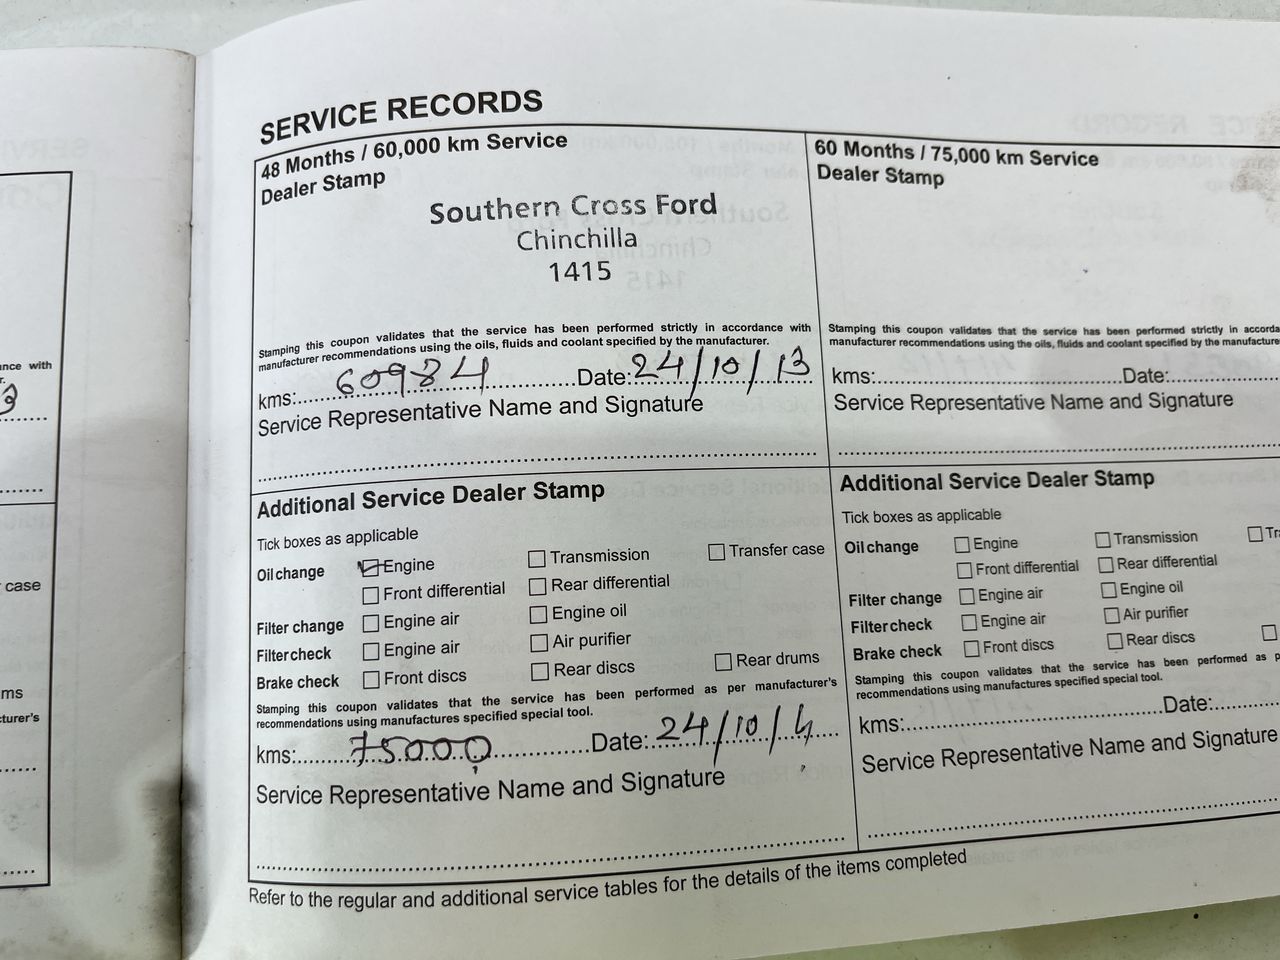 SERVICE RECORDS
48 Months / 60,000 km Service
Dealer Stamp
Southern Cross Ford
Chinchilla
1415
Stamping this coupon validates that the service has been performed strictly in accordance with
manufacturer recommendations using the oils, fluids and coolant specified by the manufacturer.
kms: 60984 Date: 24/10/13
Service Representative Name and Signature
Additional Service Dealer Stamp
Tick boxes as applicable
Oil change Engine Transmission Transfer case
Front differential Rear differential
Filter change Engine air Engine oil
Filter check Engine air Air purifier
Brake check Front discs Rear discs Rear drums
Stamping this coupon validates that the service has been performed as per manufacturer's
recommendations using manufactures specified special tool.
kms: 75000 Date: 24/10/14
Service Representative Name and Signature
60 Months / 75,000 km Service
Dealer Stamp
Stamping this coupon validates that the service has been performed strictly in accorda
manufacturer recommendations using the oils, fluids and coolant specified by the manufacture
kms: Date:
Service Representative Name and Signature
Additional Service Dealer Stamp
Tick boxes as applicable
Oil change Engine Transmission Tr
Front differential Rear differential
Filter change Engine air Engine oil
Filter check Engine air Air purifier
Brake check Front discs Rear discs
Stamping this coupon validates that the service has been performed as p
recommendations using manufactures specified special tool.
kms: Date:
Service Representative Name and Signature
Refer to the regular and additional service tables for the details of the items completed
nce with
r.
3
case
ms
cturer's